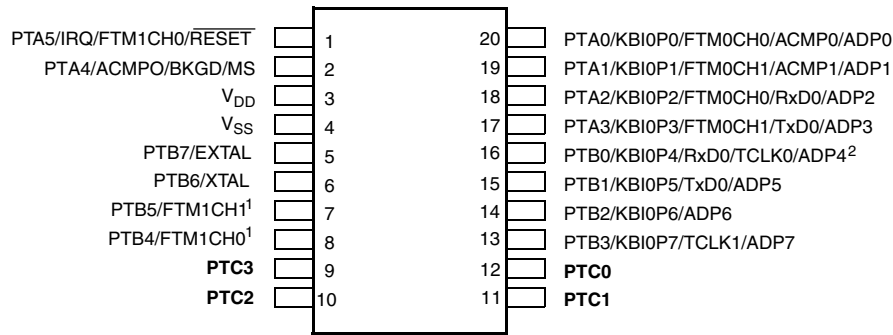 PTA5/IRQ/FTM1CH0/RESET 1 20 PTA0/KBI0P0/FTM0CH0/ACMP0/ADP0
PTA4/ACMPO/BKGD/MS 2 19 PTA1/KBI0P1/FTM0CH1/ACMP1/ADP1
VDD 3 18 PTA2/KBI0P2/FTM0CH0/RxD0/ADP2
VSS 4 17 PTA3/KBI0P3/FTM0CH1/TxD0/ADP3
PTB7/EXTAL 5 16 PTB0/KBI0P4/RxD0/TCLK0/ADP4²
PTB6/XTAL 6 15 PTB1/KBI0P5/TxD0/ADP5
PTB5/FTM1CH1¹ 7 14 PTB2/KBI0P6/ADP6
PTB4/FTM1CH0¹ 8 13 PTB3/KBI0P7/TCLK1/ADP7
PTC3 9 12 PTC0
PTC2 10 11 PTC1